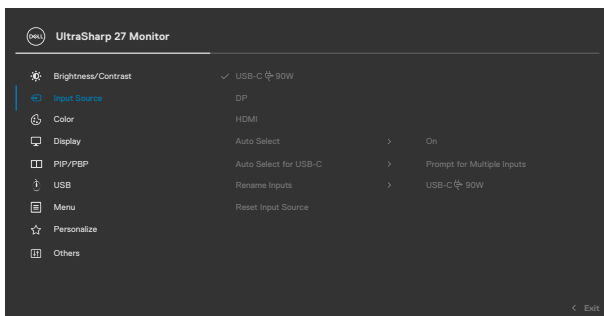 DELL UltraSharp 27 Monitor
Brightness/Contrast ✓ USB-C 90W
Input Source DP
Color HDMI
Display Auto Select > On
PIP/PBP Auto Select for USB-C > Prompt for Multiple Inputs
USB Rename Inputs > USB-C 90W
Menu Reset Input Source
Personalize
Others
< Exit